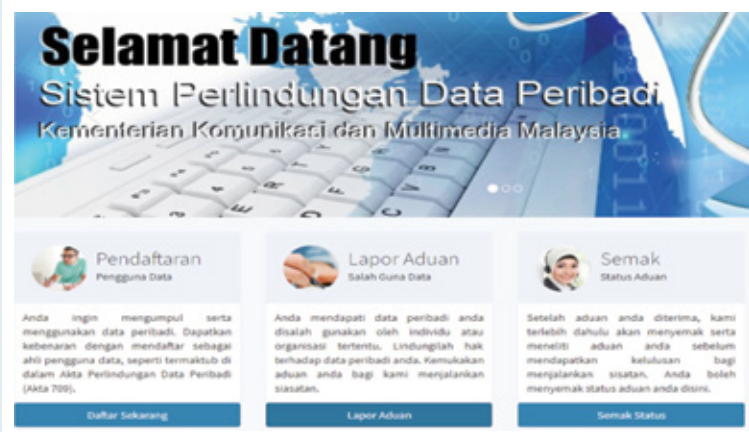 Selamat Datang
Sistem Perlindungan Data Peribadi
Kementerian Komunikasi dan Multimedia Malaysia
Pendaftaran
Pengguna Data
Anda ingin mengumpul serta
menggunakan data peribadi. Dapatkan
kebenaran dengan mendaftar sebagai
ahli pengguna data, seperti termaktub di
dalam Akta Perlindungan Data Peribadi
(Akta 709).
Daftar Sekarang
Lapor Aduan
Salah Guna Data
Anda mendapati data peribadi anda
disalah gunakan oleh individu atau
organisasi tertentu. Lindungilah hak
terhadap data peribadi anda. Kemukakan
aduan anda bagi kami menjalankan
siasatan.
Lapor Aduan
Semak
Status Aduan
Setelah aduan anda diterima, kami
terlebih dahulu akan menyemak serta
meneliti aduan anda sebelum
mendapatkan kelulusan bagi
menjalankan sisatan. Anda boleh
menyemak status aduan anda disini.
Semak Status